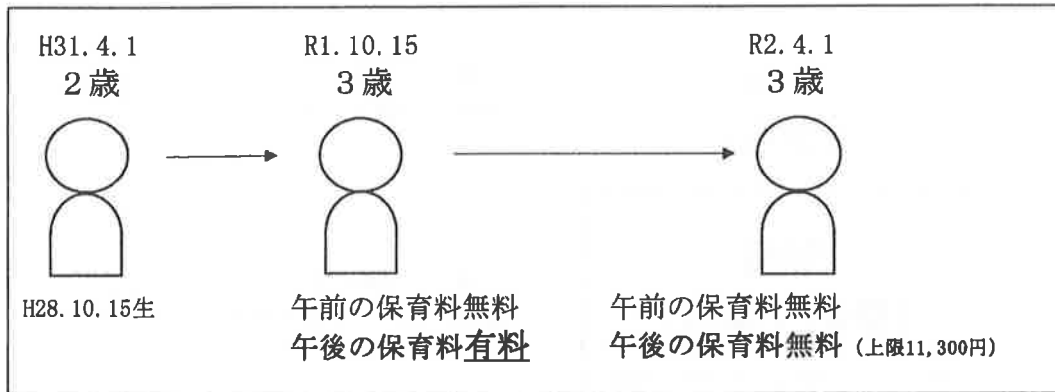 H31.4.1
2歳
R1.10.15
3歳
R2.4.1
3歳
H28.10.15生
午前の保育料無料
午後の保育料有料
午前の保育料無料
午後の保育料無料 (上限11,300円)